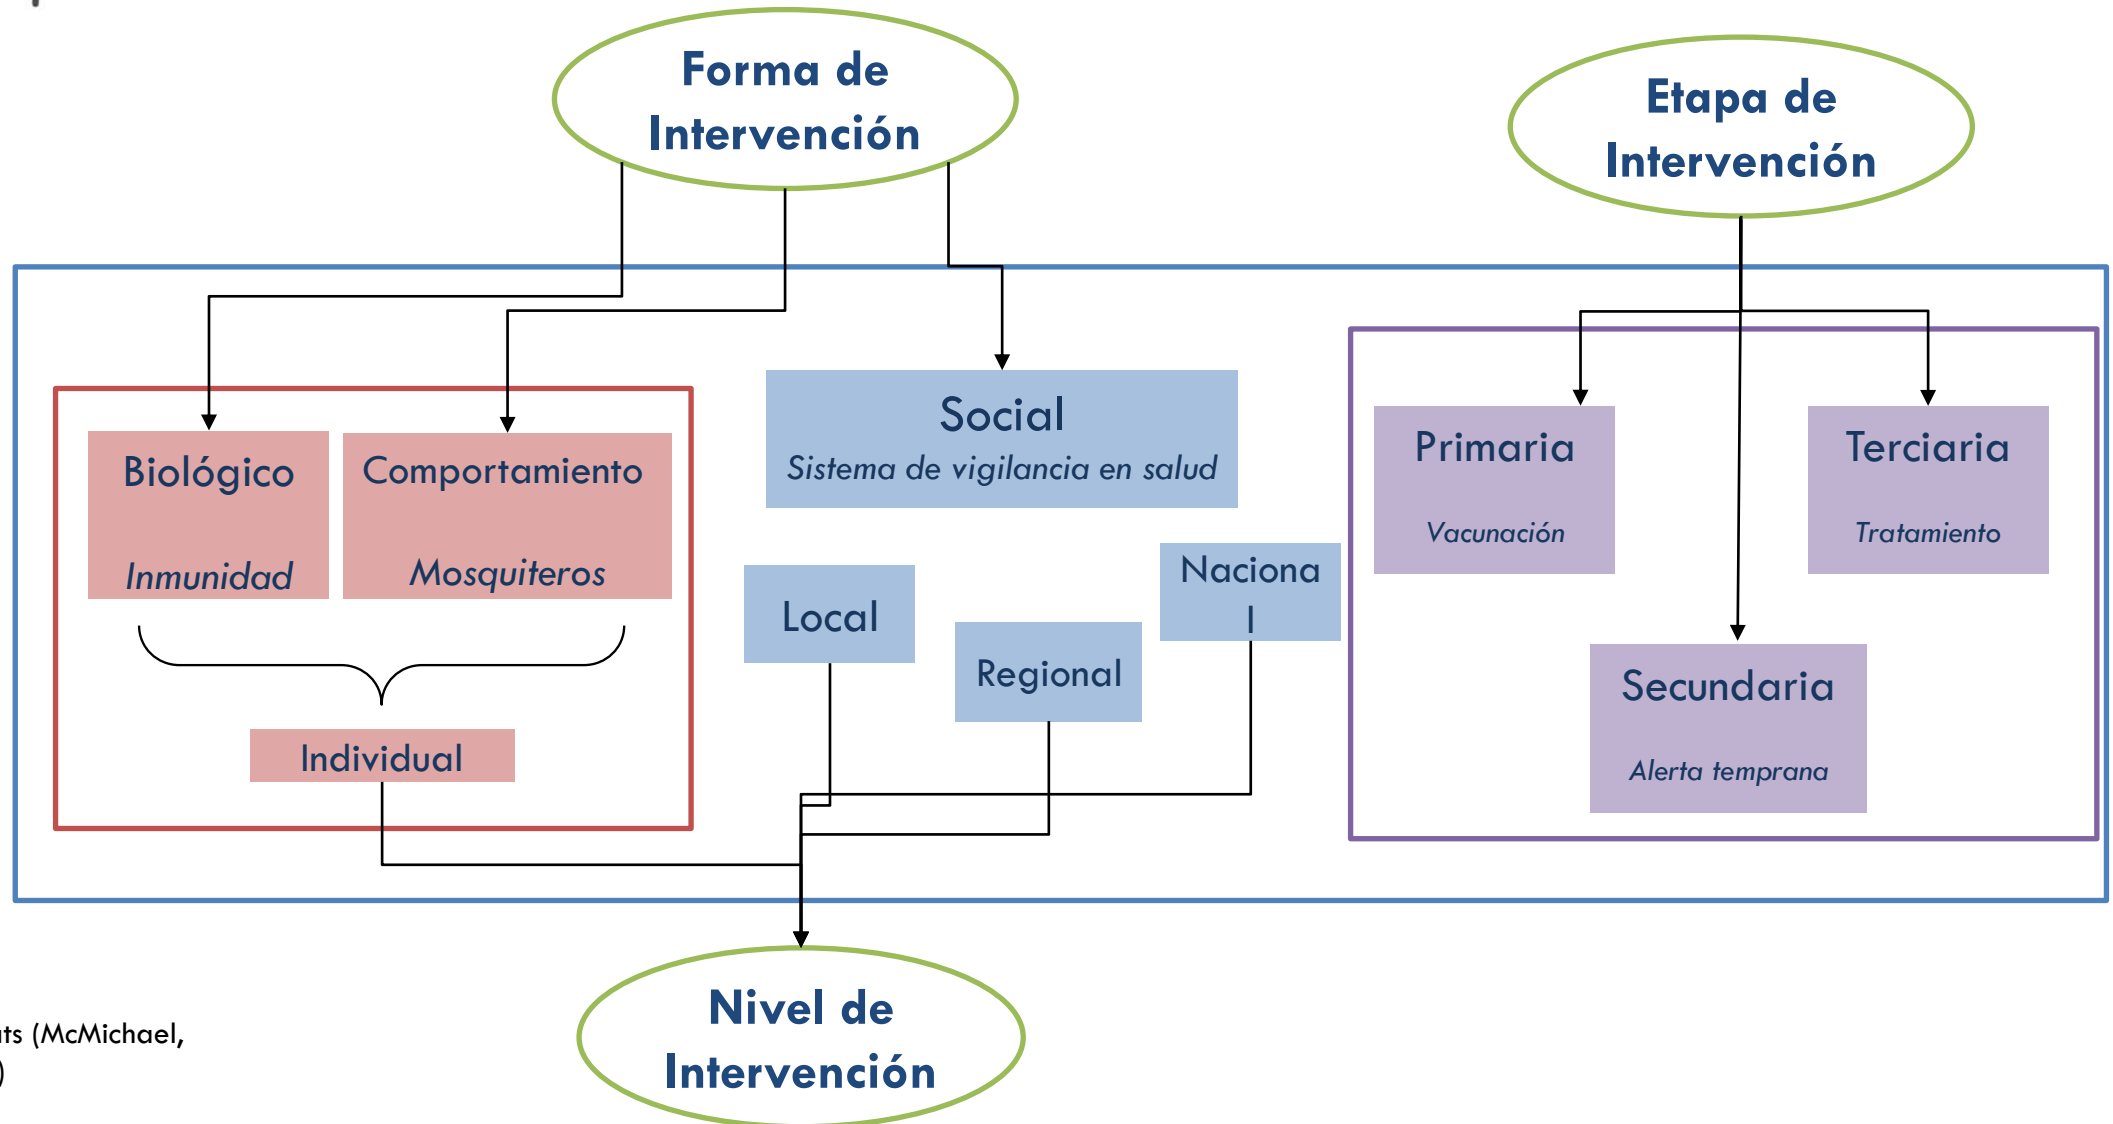 Forma de
Intervención
Etapa de
Intervención
Biológico
Inmunidad
Comportamiento
Mosquiteros
Individual
Social
Sistema de vigilancia en salud
Local
Regional
Naciona
l
Primaria
Vacunación
Terciaria
Tratamiento
Secundaria
Alerta temprana
Nivel de
Intervención
(McMichael,
)